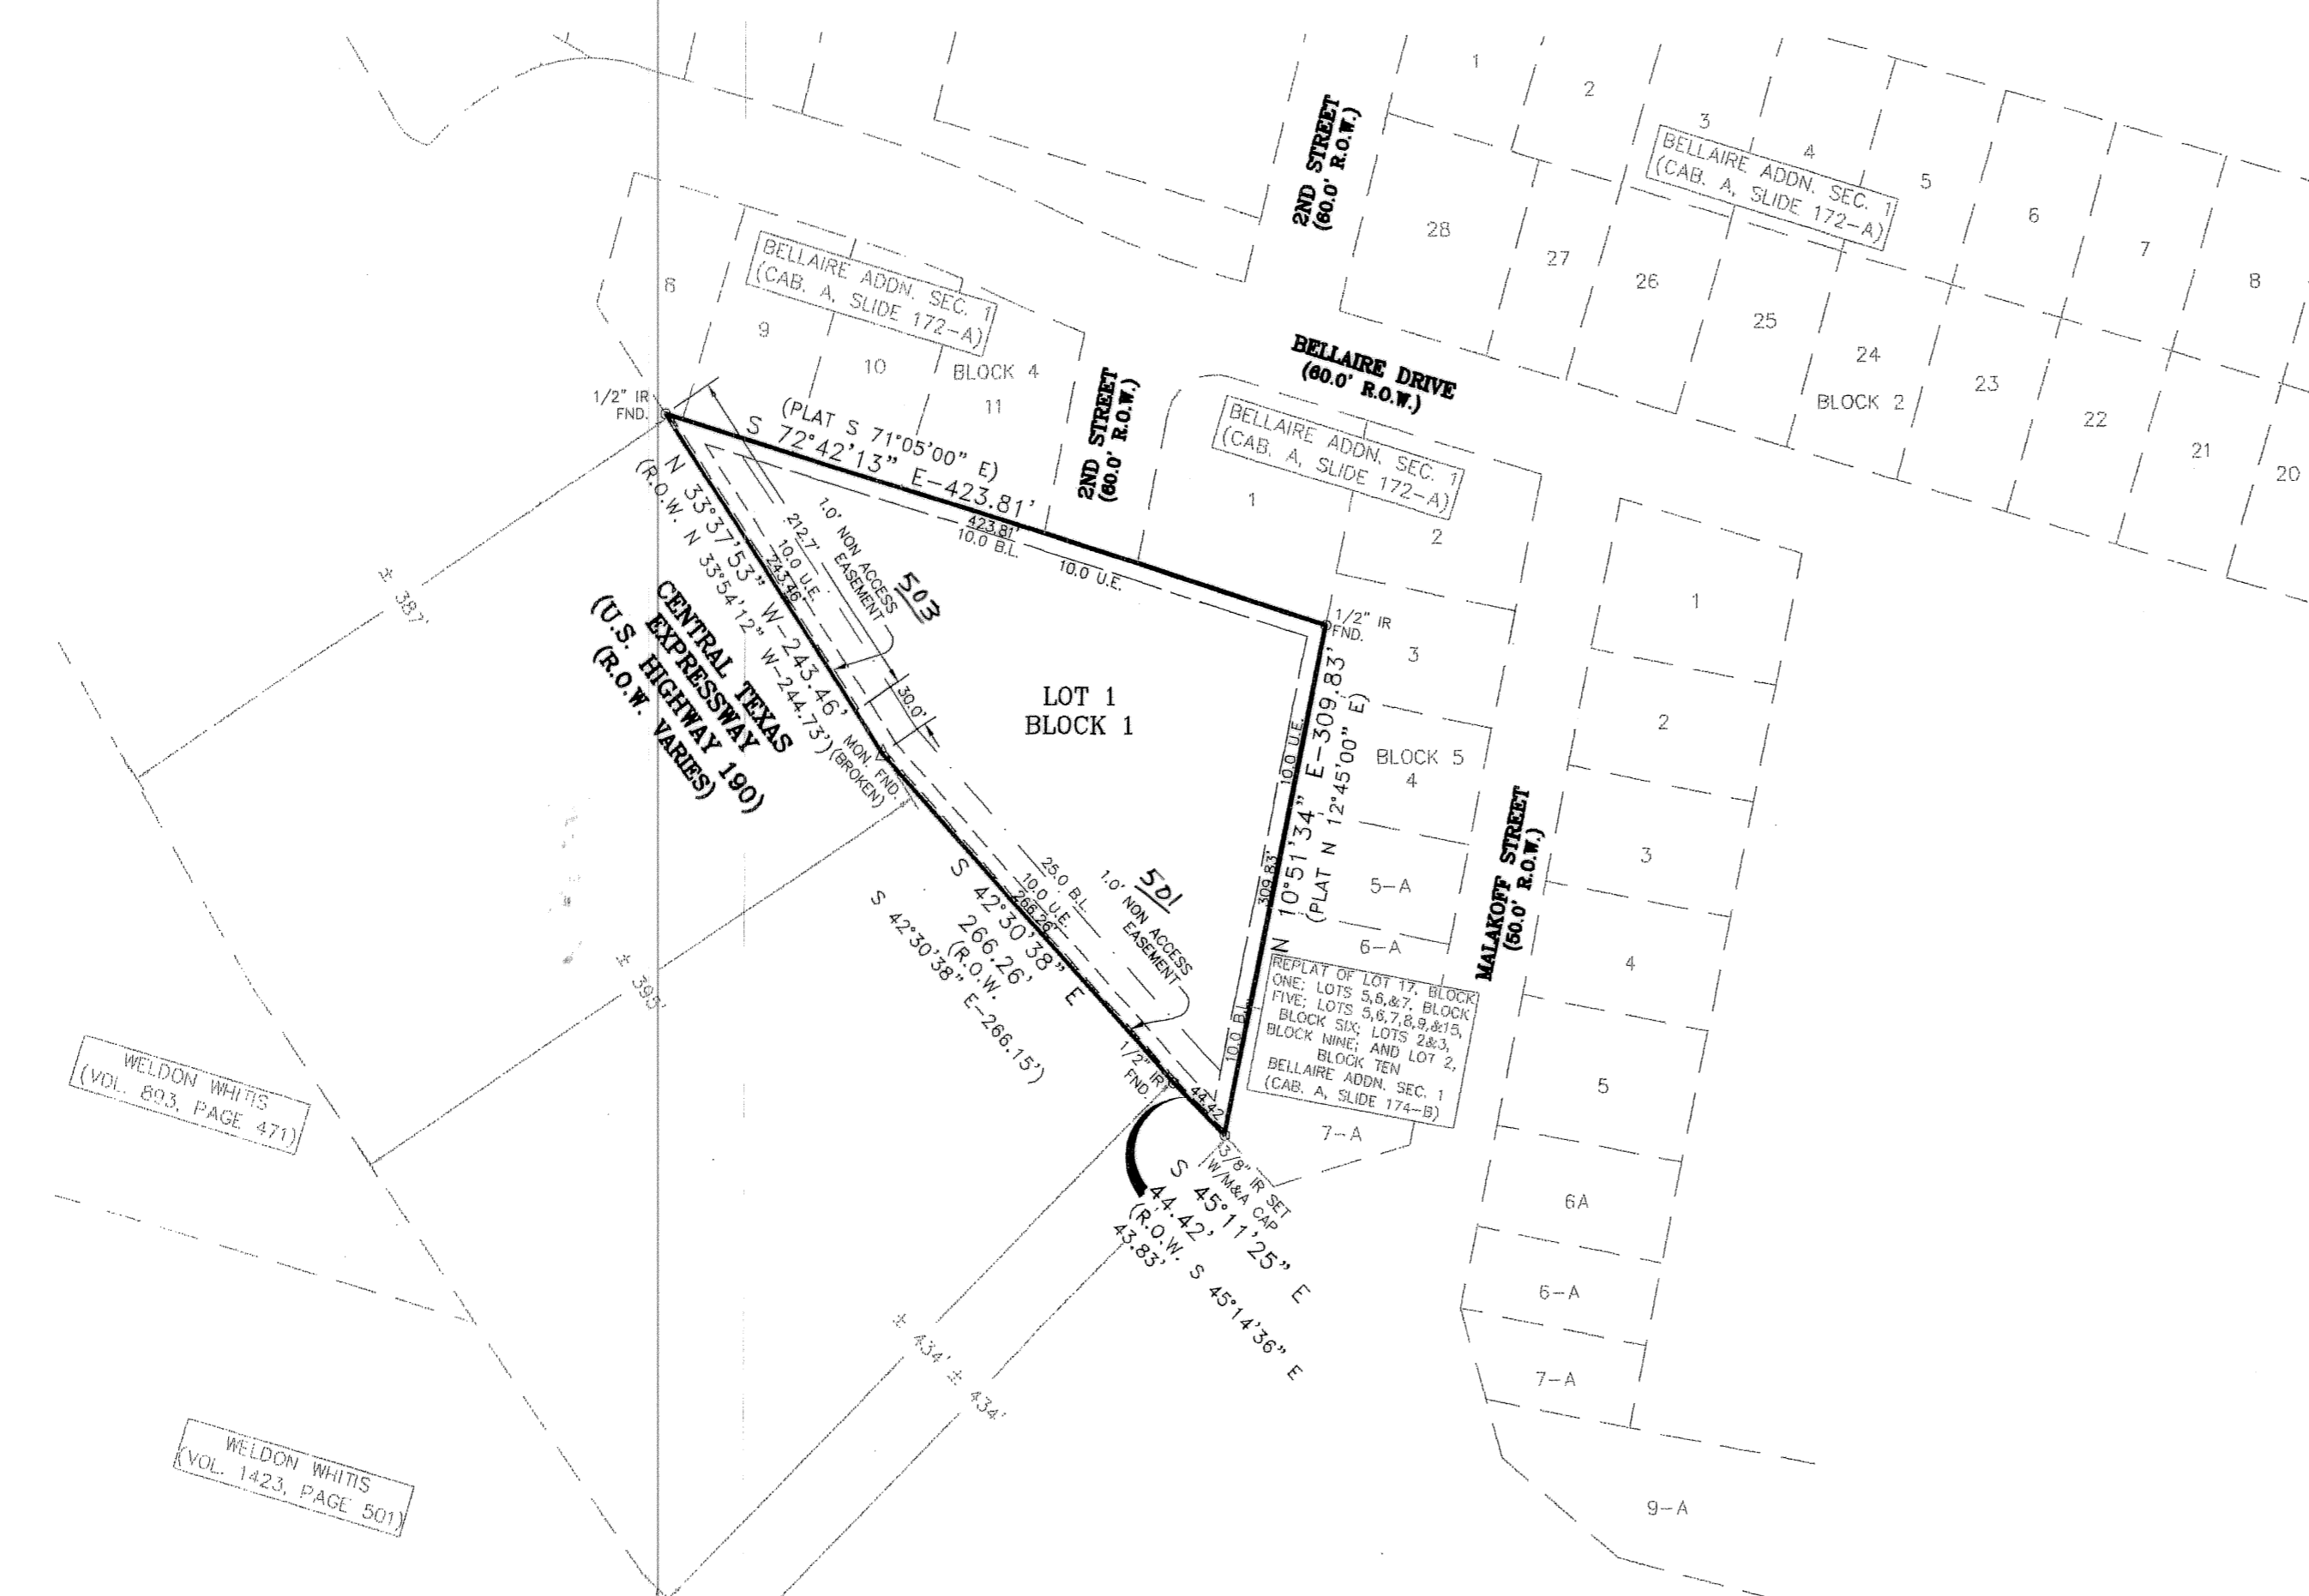 1
2
3
4
5
6
7
8
BELLAIRE ADDN. SEC. 1
(CAB. A, SLIDE 172-A)
2ND STREET
(60.0' R.O.W.)
28
27
26
25
24
BLOCK 2
23
22
21
20
8
BELLAIRE ADDN. SEC. 1
(CAB. A, SLIDE 172-A)
9
10
BLOCK 4
11
BELLAIRE DRIVE
(60.0' R.O.W.)
2ND STREET
(60.0' R.O.W.)
BELLAIRE ADDN. SEC. 1
(CAB. A, SLIDE 172-A)
1
2
3
BLOCK 5
4
5-A
6-A
7-A
1/2" IR
FND.
(PLAT S 71°05'00" E)
S 72°42'13" E-423.81'
423.81'
10.0 B.L.
10.0 U.E.
1/2" IR
FND.
N 33°37'53" W-243.46'
(R.O.W. N 33°54'12" W-244.73')
212.7'
10.0 U.E.
243.46'
1.0' NON ACCESS
EASEMENT
503
30.0'
MON. FND.
(BROKEN)
CENTRAL TEXAS
EXPRESSWAY
(U.S. HIGHWAY 190)
(R.O.W. VARIES)
LOT 1
BLOCK 1
10.0 U.E.
N 10°51'34" E-309.83'
(PLAT N 12°45'00" E)
309.83'
10.0 B.L.
25.0 B.L.
10.0 U.E.
266.26'
1.0' NON ACCESS
EASEMENT
501
S 42°30'38" E
266.26'
(R.O.W.
S 42°30'38" E-266.15')
1/2" IR
FND.
44.42
3/8" IR SET
W/M&A CAP
S 45°11'25" E
44.42'
(R.O.W. S 45°14'36" E
43.83'
REPLAT OF LOT 17, BLOCK
ONE; LOTS 5,6,&7, BLOCK
FIVE; LOTS 5,6,7,8,9,&15,
BLOCK SIX; LOTS 2&3,
BLOCK NINE; AND LOT 2,
BLOCK TEN
BELLAIRE ADDN. SEC. 1
(CAB. A, SLIDE 174-B)
MALAKOFF STREET
(50.0' R.O.W.)
1
2
3
4
5
6A
6-A
7-A
9-A
± 387'
± 395'
± 434'
± 434'
WELDON WHITIS
(VOL. 893, PAGE 471)
WELDON WHITIS
(VOL. 1423, PAGE 501)